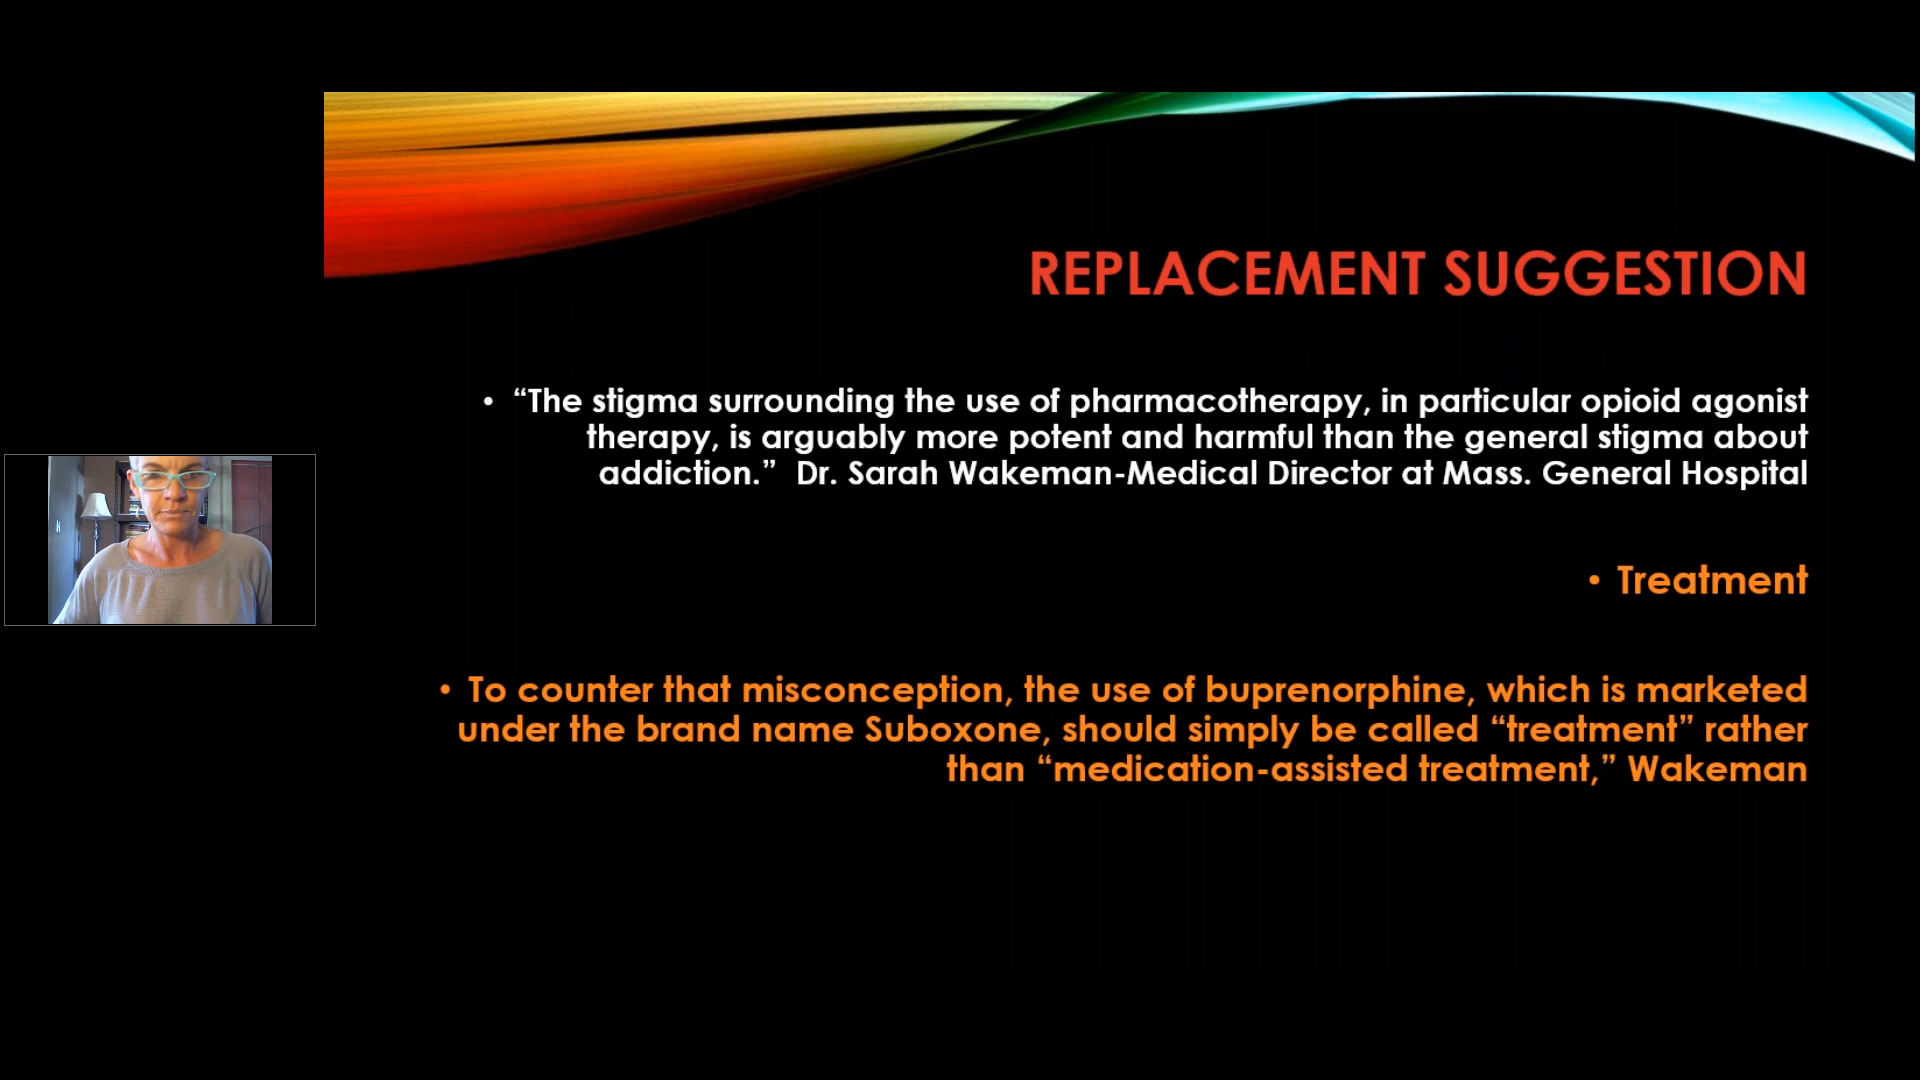 REPLACEMENT SUGGESTION
• “The stigma surrounding the use of pharmacotherapy, in particular opioid agonist
therapy, is arguably more potent and harmful than the general stigma about
addiction.”  Dr. Sarah Wakeman-Medical Director at Mass. General Hospital
• Treatment
• To counter that misconception, the use of buprenorphine, which is marketed
under the brand name Suboxone, should simply be called “treatment” rather
than “medication-assisted treatment,” Wakeman